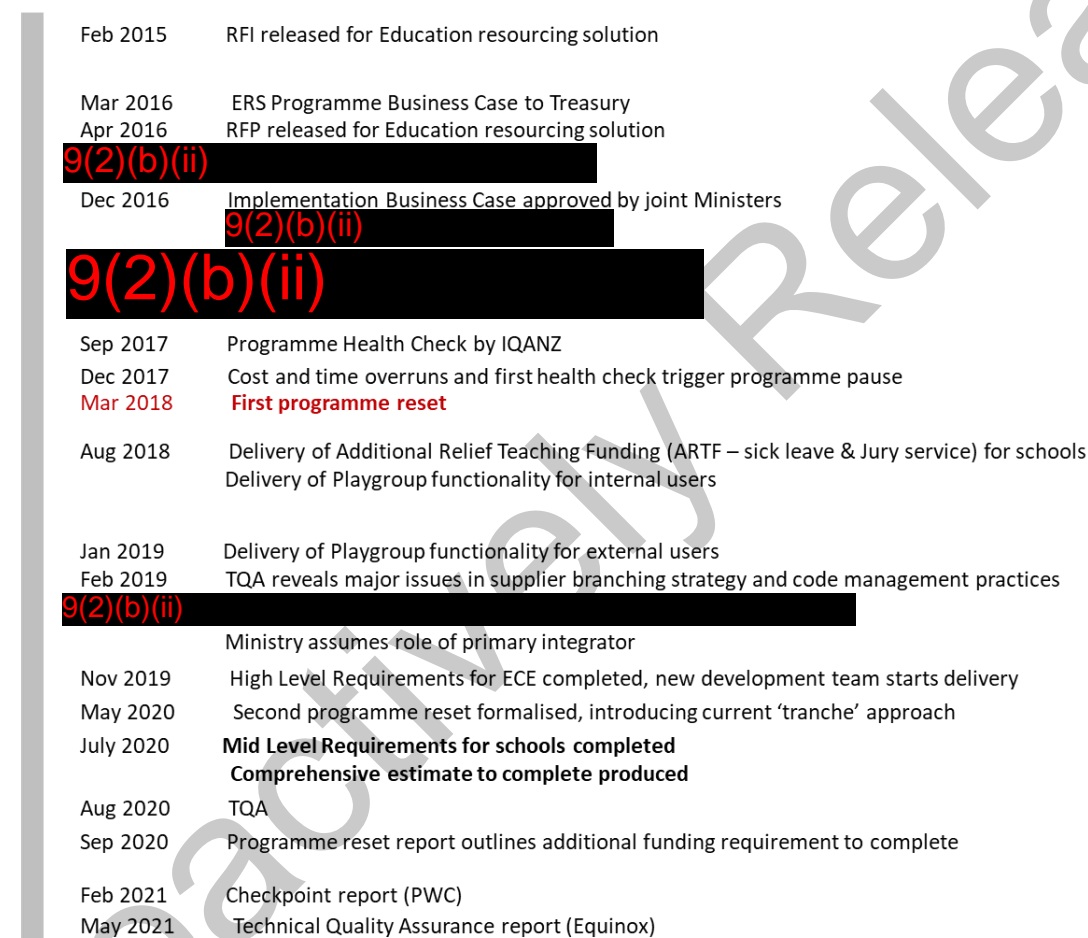 Feb 2015 RFI released for Education resourcing solution
Mar 2016 ERS Programme Business Case to Treasury
Apr 2016 RFP released for Education resourcing solution
9(2)(b)(ii)
Dec 2016 Implementation Business Case approved by joint Ministers
9(2)(b)(ii)
9(2)(b)(ii)
Sep 2017 Programme Health Check by IQANZ
Dec 2017 Cost and time overruns and first health check trigger programme pause
Mar 2018 First programme reset
Aug 2018 Delivery of Additional Relief Teaching Funding (ARTF – sick leave & Jury service) for schools
Delivery of Playgroup functionality for internal users
Jan 2019 Delivery of Playgroup functionality for external users
Feb 2019 TQA reveals major issues in supplier branching strategy and code management practices
9(2)(b)(ii)
Ministry assumes role of primary integrator
Nov 2019 High Level Requirements for ECE completed, new development team starts delivery
May 2020 Second programme reset formalised, introducing current ‘tranche’ approach
July 2020 Mid Level Requirements for schools completed
Comprehensive estimate to complete produced
Aug 2020 TQA
Sep 2020 Programme reset report outlines additional funding requirement to complete
Feb 2021 Checkpoint report (PWC)
May 2021 Technical Quality Assurance report (Equinox)